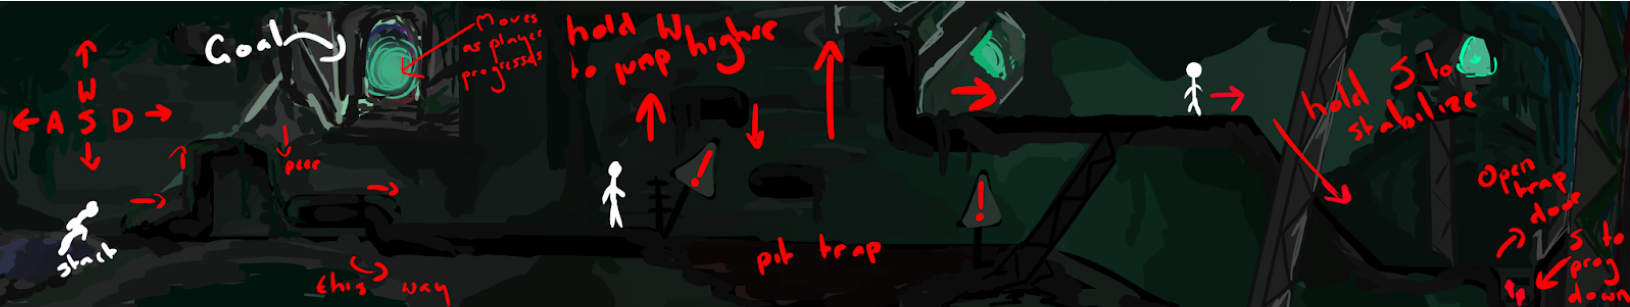 W
A S D
Goal
Moves
as player
progresses
peer
start
this way
hold W higher
to jump
!
pit trap
!
hold S to
stabilize
Open
trap
door
S to
prog
down